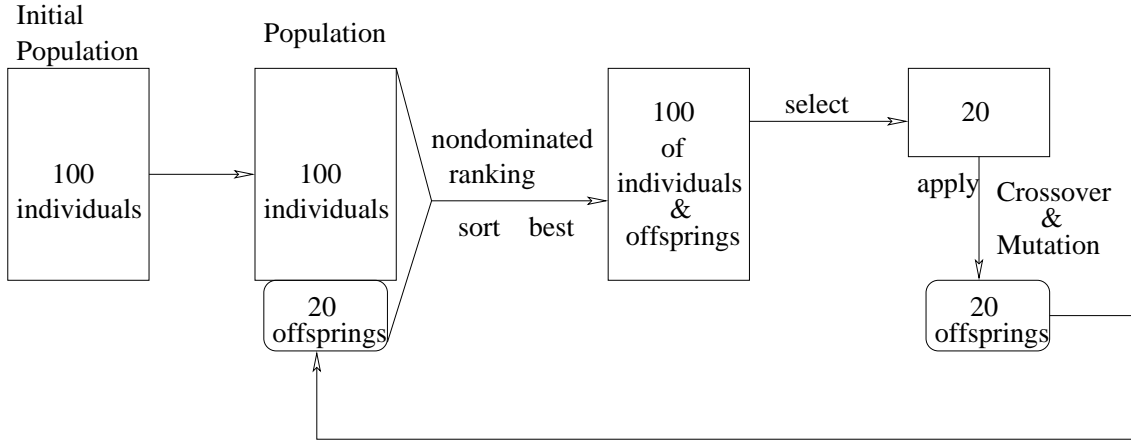 Initial
Population
100
individuals
Population
100
individuals
20
offsprings
nondominated
ranking
sort best
100
of
individuals
&
offsprings
select
20
apply
Crossover
&
Mutation
20
offsprings